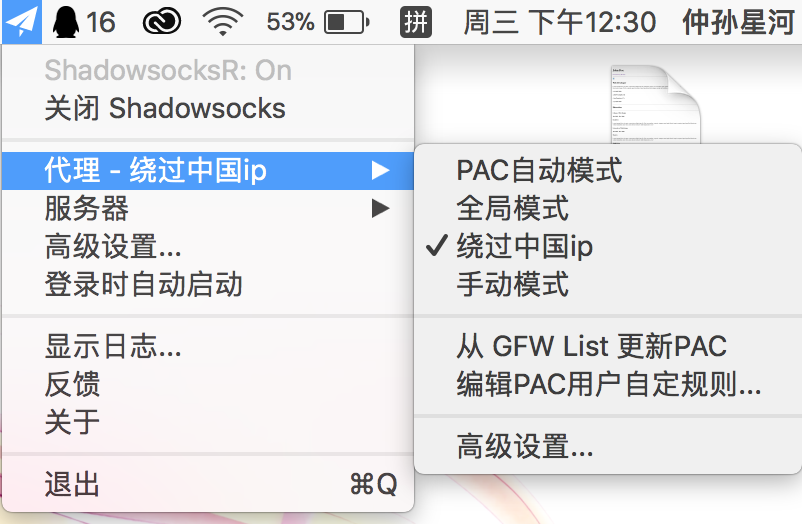 16 53% 拼 周三 下午12:30 仲孙星河
ShadowsocksR: On
关闭 Shadowsocks
代理 - 绕过中国ip
服务器
高级设置...
登录时自动启动
显示日志...
反馈
关于
退出 ⌘Q
PAC自动模式
全局模式
✓ 绕过中国ip
手动模式
从 GFW List 更新PAC
编辑PAC用户自定规则...
高级设置...